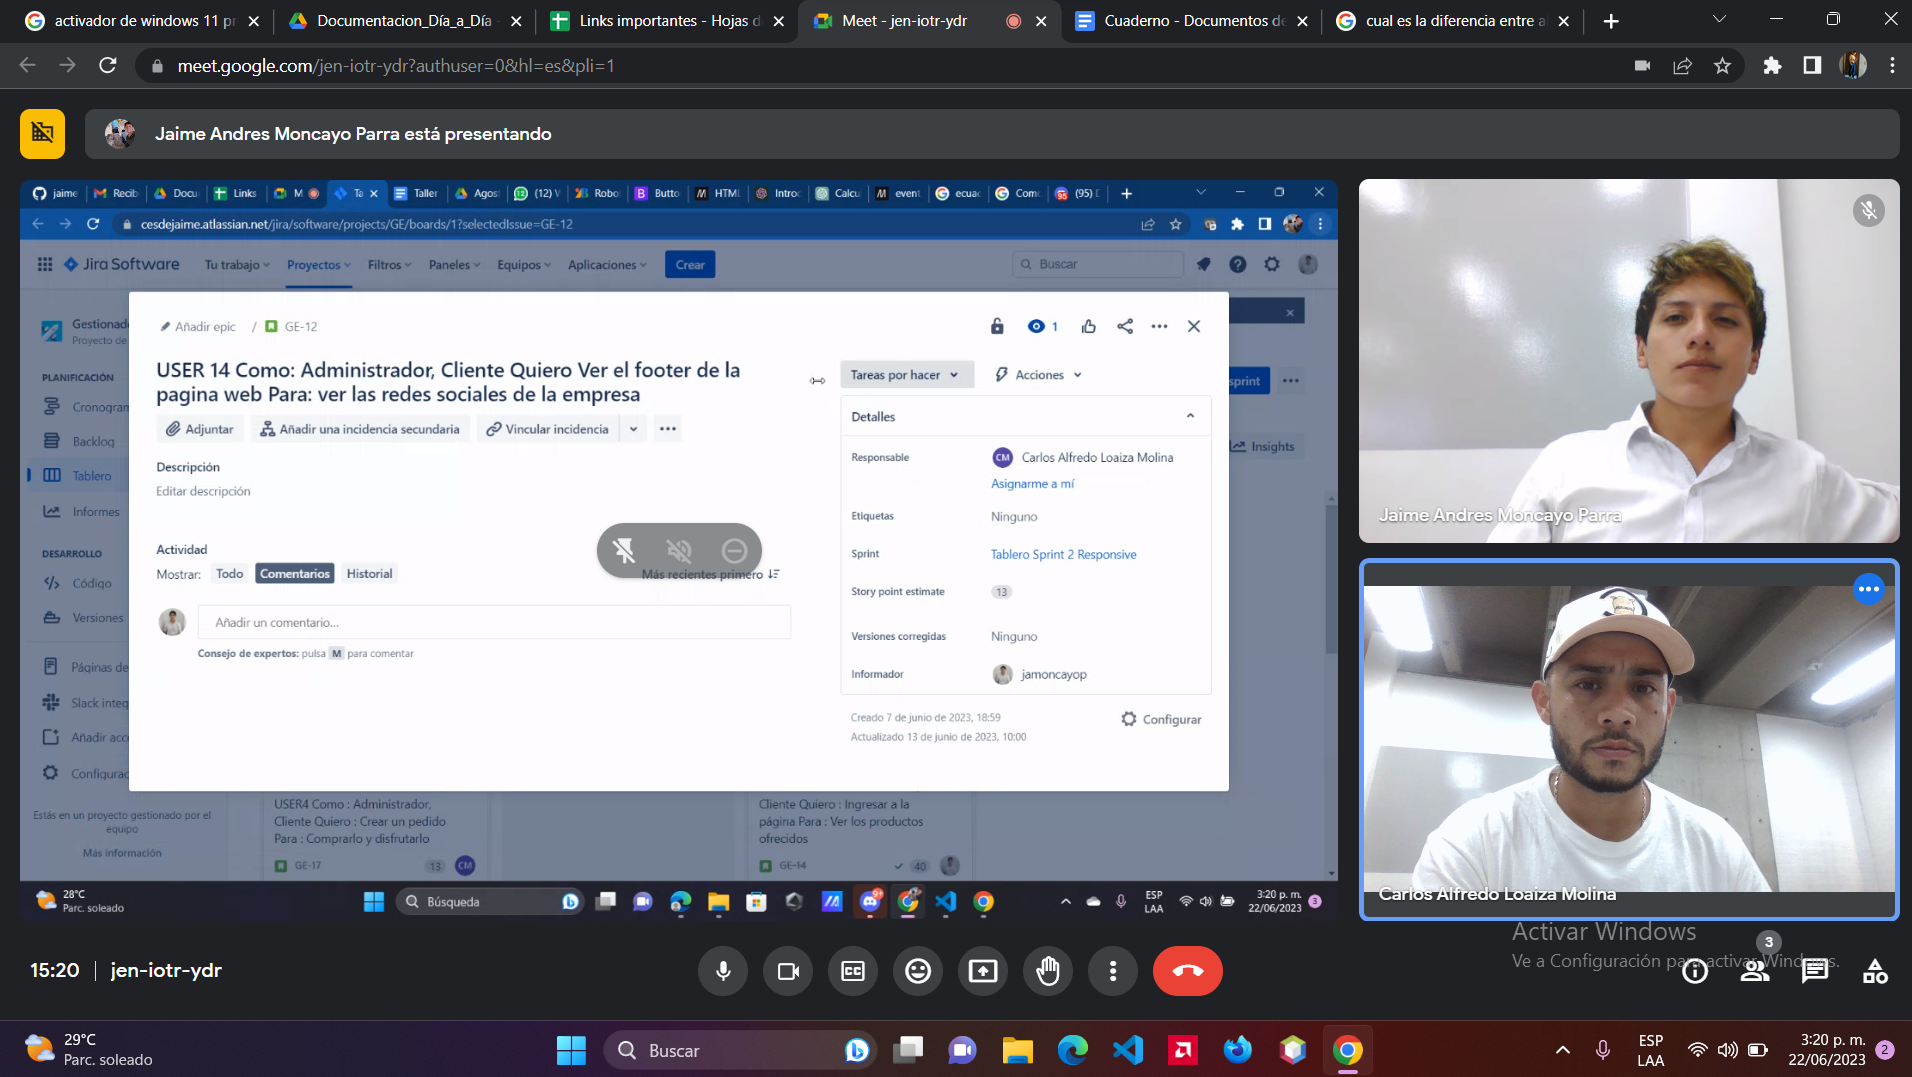 activador de windows 11 pr
Documentacion_Día_a_Día -
Links importantes - Hojas d
Meet - jen-iotr-ydr
Cuaderno - Documentos de
cual es la diferencia entre a
meet.google.com/jen-iotr-ydr?authuser=0&hl=es&pli=1
Jaime Andres Moncayo Parra está presentando
jaime
Recib
Docu
Links
M
Ta
Taller
Agos
(12) V
Robo
Butto
HTML
Introc
Calcu
event
ecuac
Como
(95) D
cesdejaime.atlassian.net/jira/software/projects/GE/boards/1?selectedIssue=GE-12
Jira Software
Tu trabajo
Proyectos
Filtros
Paneles
Equipos
Aplicaciones
Crear
Buscar
Gestionado
Proyecto de
PLANIFICACIÓN
Cronogram
Backlog
Tablero
Informes
DESARROLLO
Código
Versiones
Páginas de
Slack integ
Añadir acc
Configurac
Estás en un proyecto gestionado por el
equipo
Más información
Añadir epic / GE-12
1
USER 14 Como: Administrador, Cliente Quiero Ver el footer de la
pagina web Para: ver las redes sociales de la empresa
Adjuntar
Añadir una incidencia secundaria
Vincular incidencia
Descripción
Editar descripción
Actividad
Mostrar: Todo Comentarios Historial
Más recientes primero
Añadir un comentario...
Consejo de expertos: pulsa M para comentar
Tareas por hacer
Acciones
Detalles
Responsable
CM Carlos Alfredo Loaiza Molina
Asignarme a mí
Etiquetas
Ninguno
Sprint
Tablero Sprint 2 Responsive
Story point estimate
13
Versiones corregidas
Ninguno
Informador
jamoncayop
Creado 7 de junio de 2023, 18:59
Actualizado 13 de junio de 2023, 10:00
Configurar
sprint
Insights
USER4 Como : Administrador,
Cliente Quiero : Crear un pedido
Para : Comprarlo y disfrutarlo
GE-17
13
CM
Cliente Quiero : Ingresar a la
página Para : Ver los productos
ofrecidos
GE-14
40
28°C
Parc. soleado
Búsqueda
ESP
LAA
3:20 p. m.
22/06/2023
3
Jaime Andres Moncayo Parra
Carlos Alfredo Loaiza Molina
Activar Windows
Ve a Configuración para activar Windows.
15:20
jen-iotr-ydr
3
29°C
Parc. soleado
Buscar
ESP
LAA
3:20 p. m.
22/06/2023
2